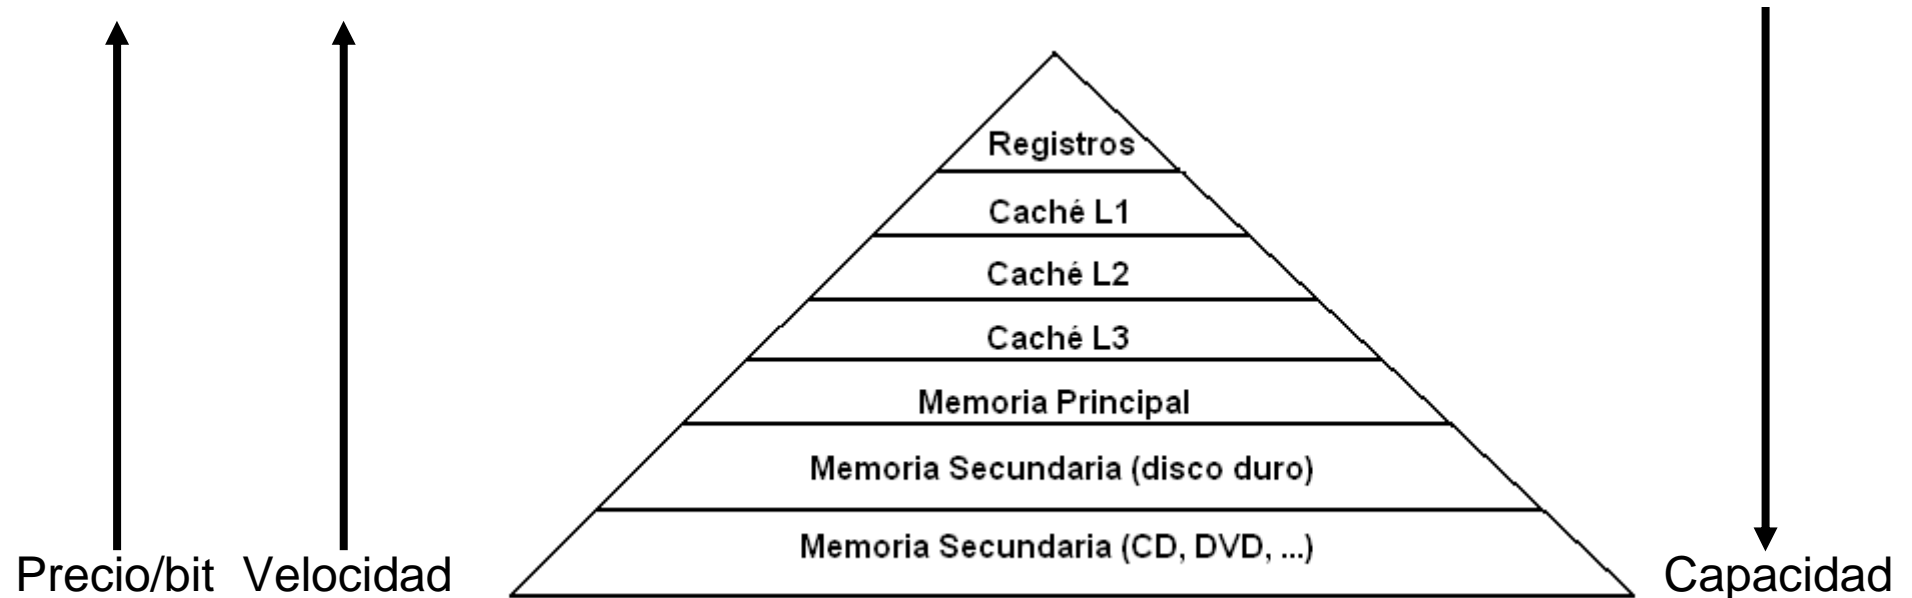 Registros
Caché L1
Caché L2
Caché L3
Memoria Principal
Memoria Secundaria (disco duro)
Memoria Secundaria (CD, DVD, ...)
Precio/bit
Velocidad
Capacidad